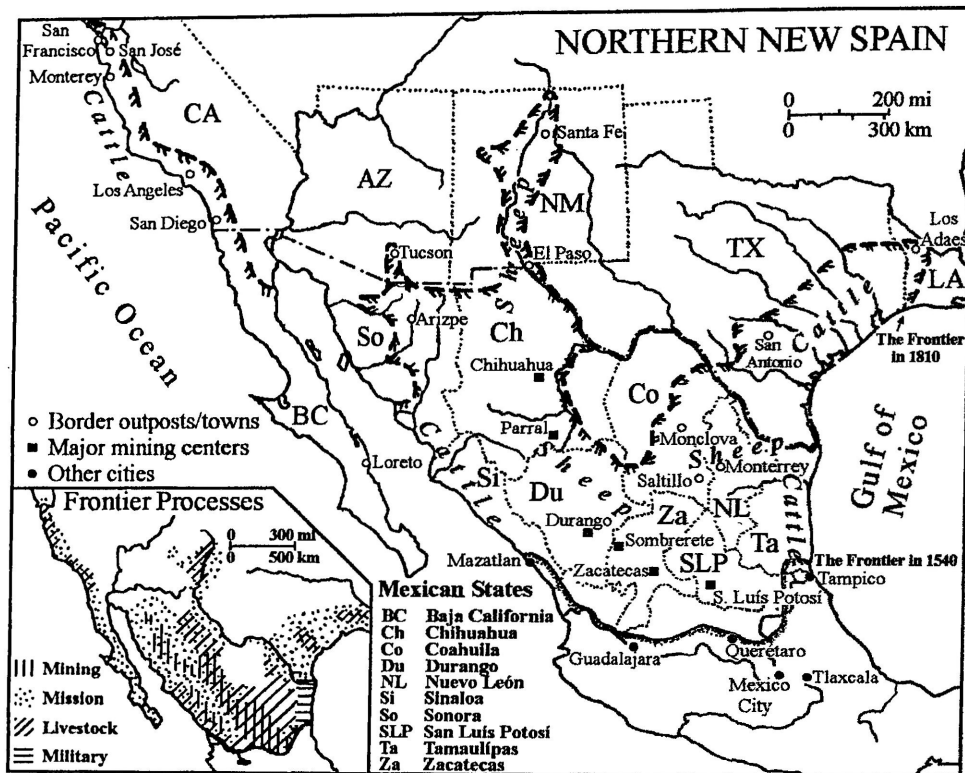 NORTHERN NEW SPAIN
0 200 mi
0 300 km
San
Francisco
San José
Monterey
Cattle
CA
Los Angeles
San Diego
Pacific Ocean
AZ
Tucson
So
Arizpe
BC
Loreto
Santa Fe
NM
Sheep
El Paso
Ch
Chihuahua
Parral
TX
Los
Adaes
LA
Cattle
San
Antonio
The Frontier
in 1810
Co
Monclova
Sheep
Monterrey
Saltillo
NL
Cattle
Gulf of
Mexico
Cattle
Si
Du
Sheep
Durango
Za
Sombrerete
SLP
Ta
The Frontier in 1540
Tampico
Mazatlan
Zacatecas
S. Luís Potosí
Guadalajara
Querétaro
Mexico
City
Tlaxcala
Border outposts/towns
Major mining centers
Other cities
Frontier Processes
0 300 mi
0 500 km
Mining
Mission
Livestock
Military
Mexican States
BC Baja California
Ch Chihuahua
Co Coahuila
Du Durango
NL Nuevo León
Si Sinaloa
So Sonora
SLP San Luís Potosí
Ta Tamaulípas
Za Zacatecas